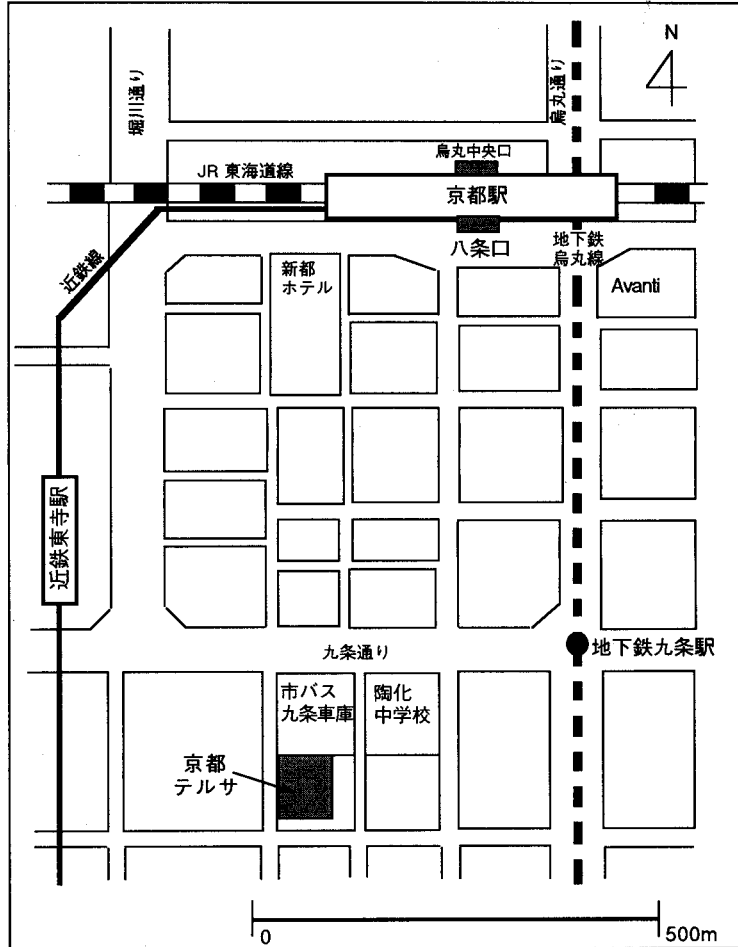 N
堀川通り
烏丸通り
JR 東海道線
烏丸中央口
京都駅
八条口
地下鉄
烏丸線
近鉄線
新都
ホテル
Avanti
近鉄東寺駅
九条通り
地下鉄九条駅
市バス
九条車庫
陶化
中学校
京都
テルサ
0
500m